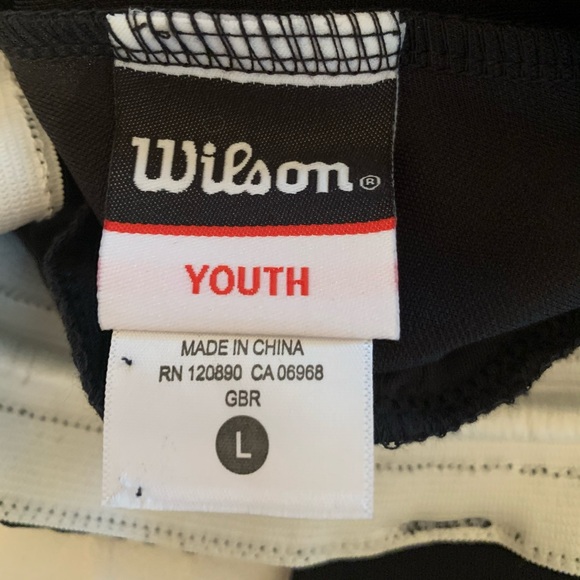 Wilson®
YOUTH
MADE IN CHINA
RN 120890 CA 06968
GBR
L